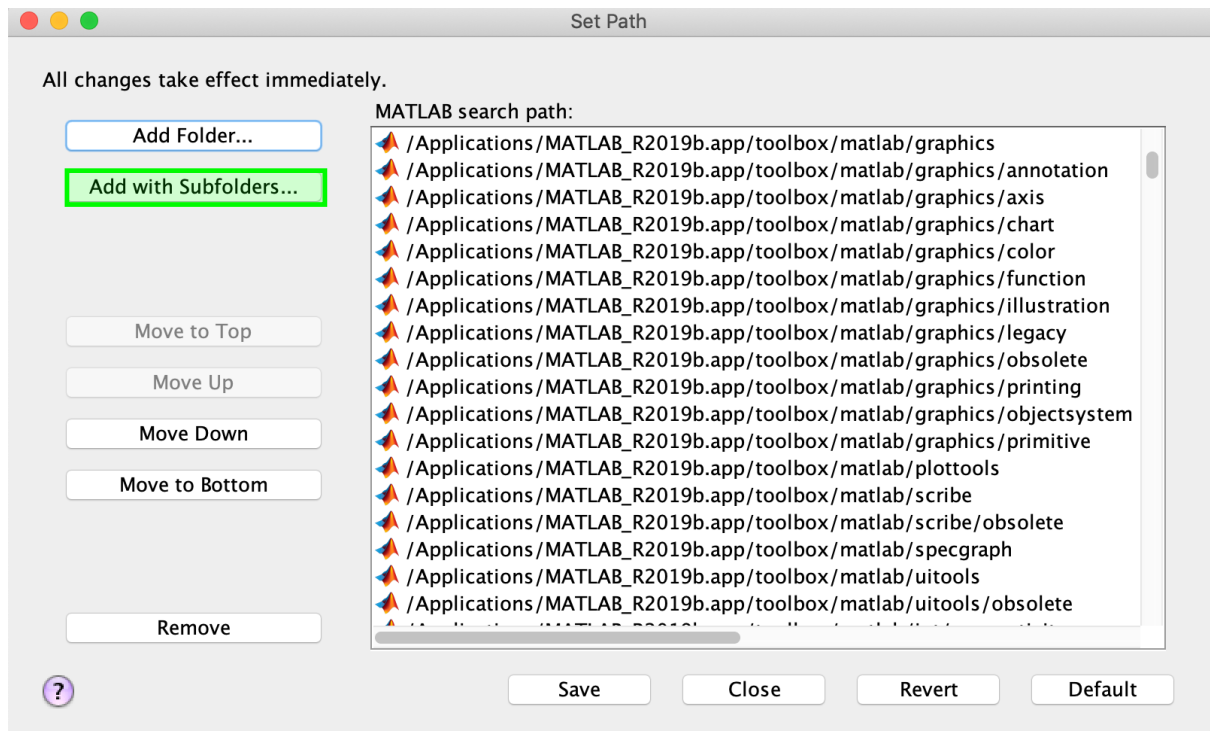 Set Path
All changes take effect immediately.
Add Folder...
Add with Subfolders...
Move to Top
Move Up
Move Down
Move to Bottom
Remove
MATLAB search path:
/Applications/MATLAB_R2019b.app/toolbox/matlab/graphics
/Applications/MATLAB_R2019b.app/toolbox/matlab/graphics/annotation
/Applications/MATLAB_R2019b.app/toolbox/matlab/graphics/axis
/Applications/MATLAB_R2019b.app/toolbox/matlab/graphics/chart
/Applications/MATLAB_R2019b.app/toolbox/matlab/graphics/color
/Applications/MATLAB_R2019b.app/toolbox/matlab/graphics/function
/Applications/MATLAB_R2019b.app/toolbox/matlab/graphics/illustration
/Applications/MATLAB_R2019b.app/toolbox/matlab/graphics/legacy
/Applications/MATLAB_R2019b.app/toolbox/matlab/graphics/obsolete
/Applications/MATLAB_R2019b.app/toolbox/matlab/graphics/printing
/Applications/MATLAB_R2019b.app/toolbox/matlab/graphics/objectsystem
/Applications/MATLAB_R2019b.app/toolbox/matlab/graphics/primitive
/Applications/MATLAB_R2019b.app/toolbox/matlab/plottools
/Applications/MATLAB_R2019b.app/toolbox/matlab/scribe
/Applications/MATLAB_R2019b.app/toolbox/matlab/scribe/obsolete
/Applications/MATLAB_R2019b.app/toolbox/matlab/specgraph
/Applications/MATLAB_R2019b.app/toolbox/matlab/uitools
/Applications/MATLAB_R2019b.app/toolbox/matlab/uitools/obsolete
?
Save
Close
Revert
Default